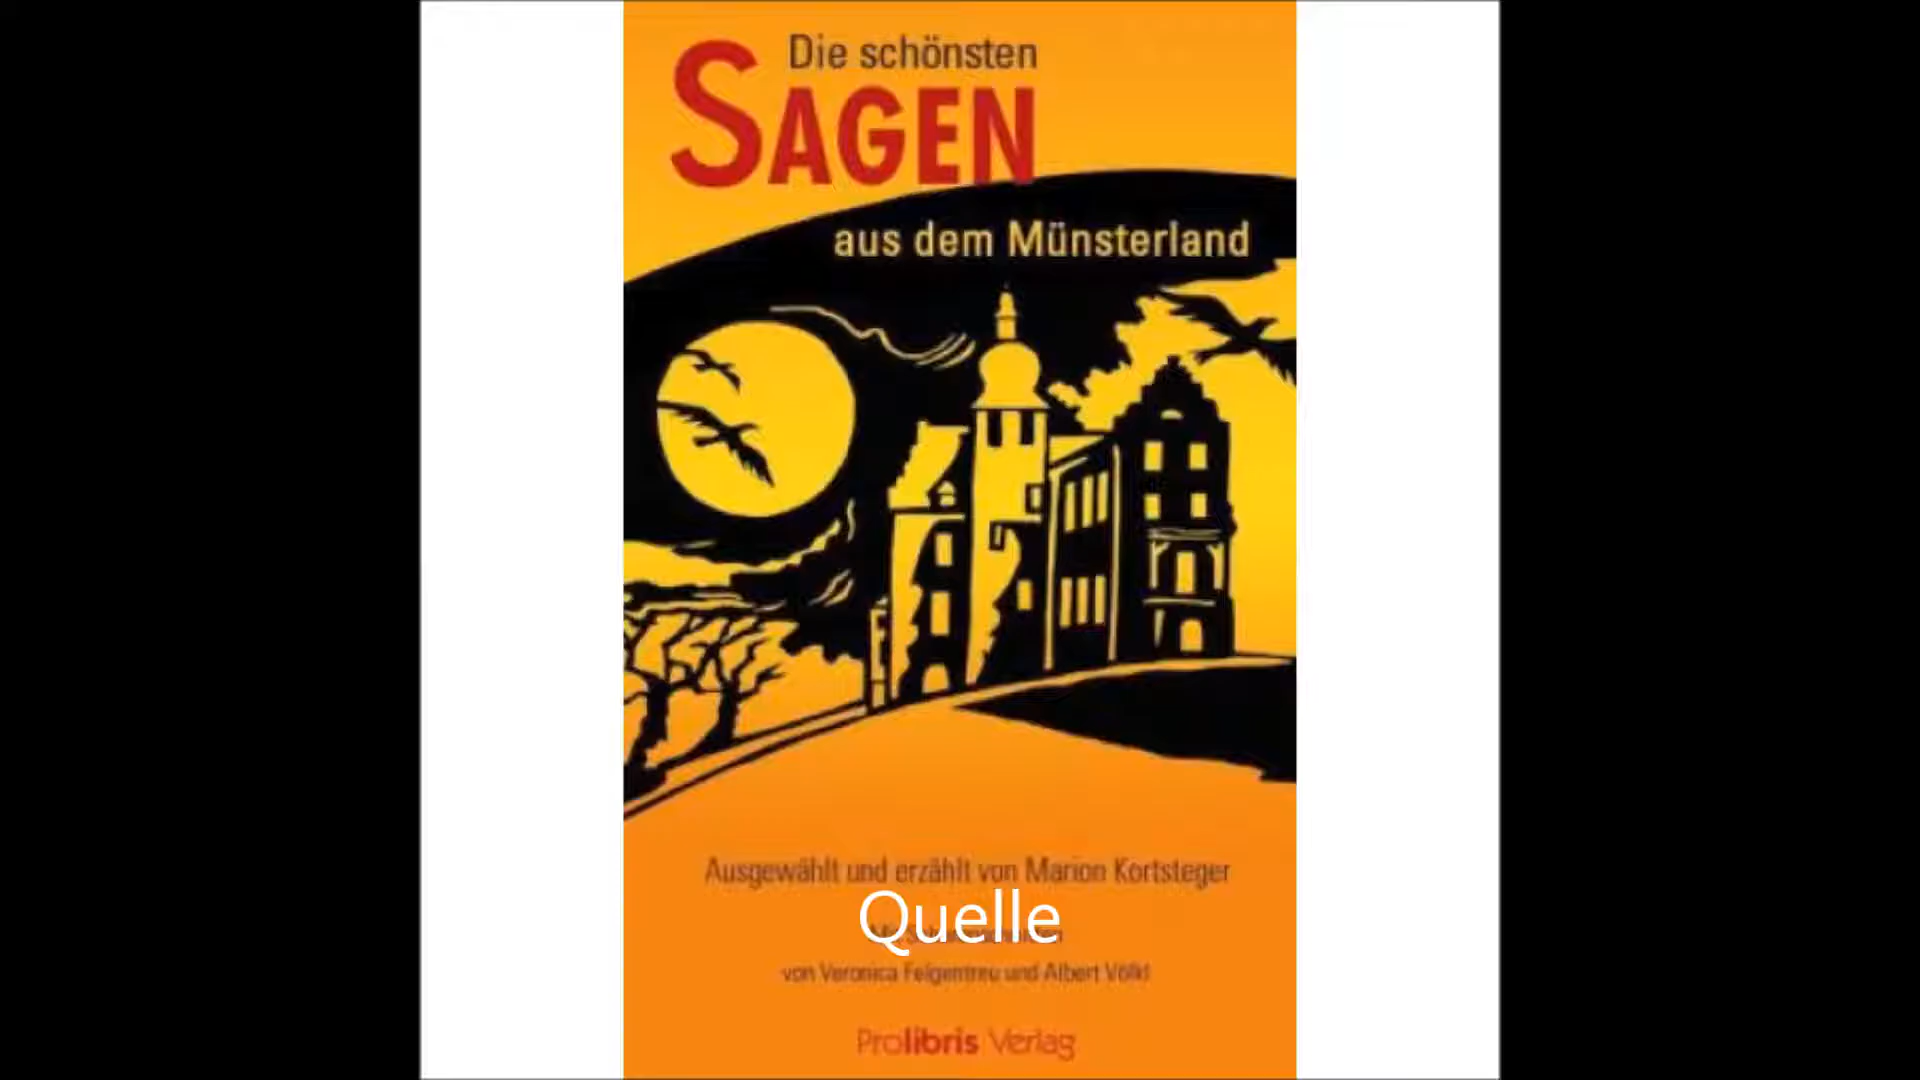 Die schönsten
SAGEN
aus dem Münsterland
Ausgewählt und erzählt von Marion Kortsteger
Quelle
von Veronica Felgentreu und Albert Völkl
Prolibris Verlag